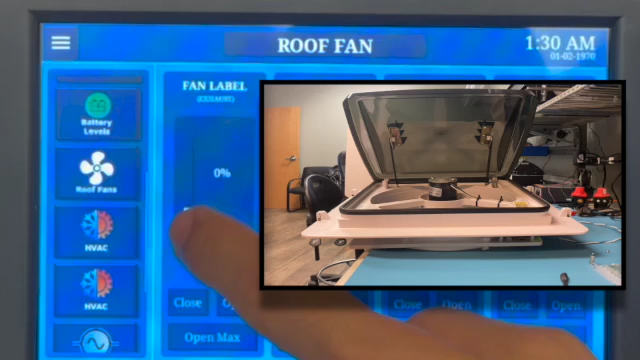 ROOF FAN
1:30 AM
01-02-1970
Battery
Levels
Roof Fans
HVAC
HVAC
FAN LABEL
(EXHAUST)
0%
Close
Open Max
Close Open
Close Open